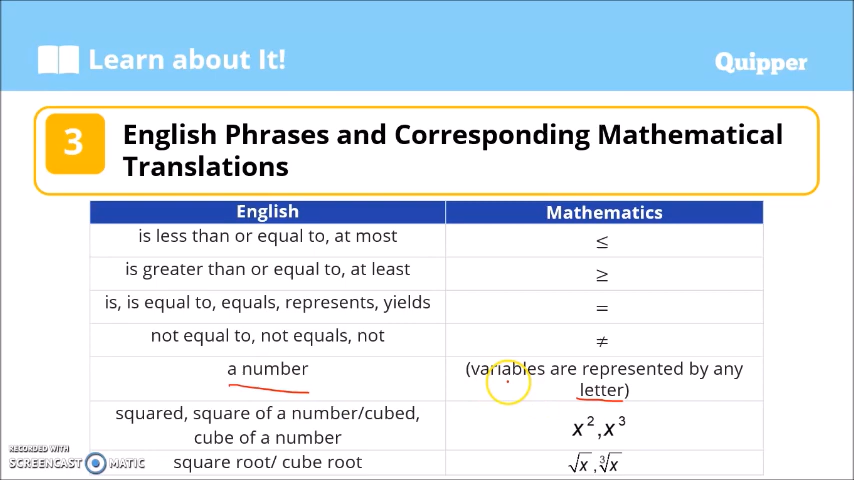 Learn about It!
Quipper
3
English Phrases and Corresponding Mathematical
Translations
English
Mathematics
is less than or equal to, at most
≤
is greater than or equal to, at least
≥
is, is equal to, equals, represents, yields
=
not equal to, not equals, not
≠
a number
(variables are represented by any
letter)
squared, square of a number/cubed,
cube of a number
x², x³
square root/ cube root
√x , ∛x
RECORDED WITH
SCREENCAST MATIC